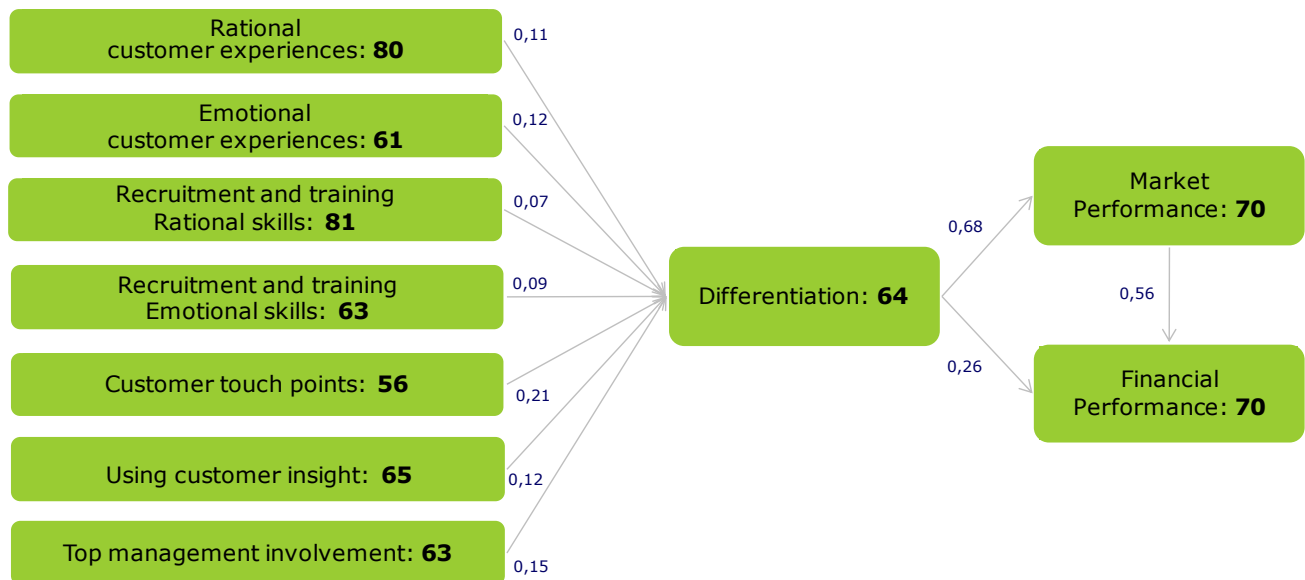 Rational
customer experiences: 80
0,11
Emotional
customer experiences: 61
0,12
Recruitment and training
Rational skills: 81
0,07
Recruitment and training
Emotional skills: 63
0,09
Customer touch points: 56
0,21
Using customer insight: 65
0,12
Top management involvement: 63
0,15
Differentiation: 64
0,68
0,26
Market
Performance: 70
0,56
Financial
Performance: 70